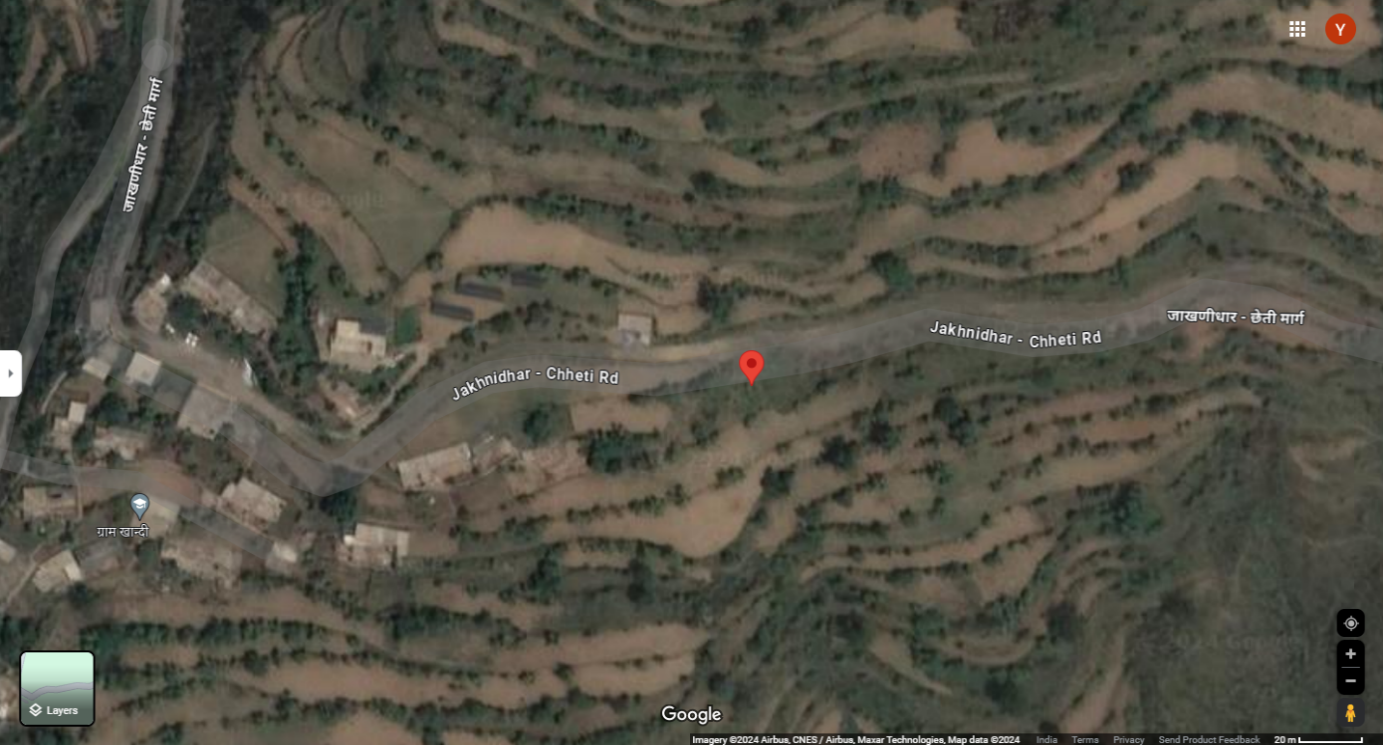 Y
जाखणीधार - छेती मार्ग
जाखणीधार - छेती मार्ग
Jakhnidhar - Chheti Rd
Jakhnidhar - Chheti Rd
ग्राम खान्दी
Layers
Google
Imagery ©2024 Airbus, CNES / Airbus, Maxar Technologies, Map data ©2024 India Terms Privacy Send Product Feedback 20 m